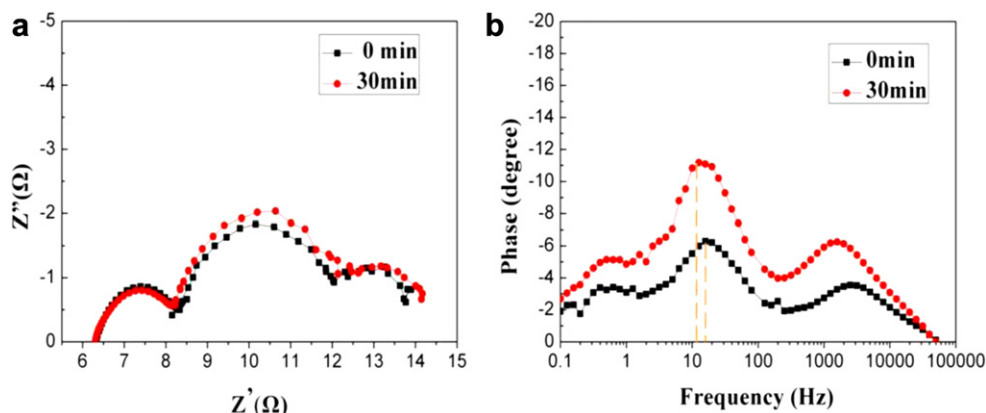 a
-5
-4
-3
-2
-1
0
Z”(Ω)
0 min
30min
6 7 8 9 10 11 12 13 14 15
Z’(Ω)
b
-20
-18
-16
-14
-12
-10
-8
-6
-4
-2
0
Phase (degree)
0min
30min
0.1 1 10 100 1000 10000 100000
Frequency (Hz)